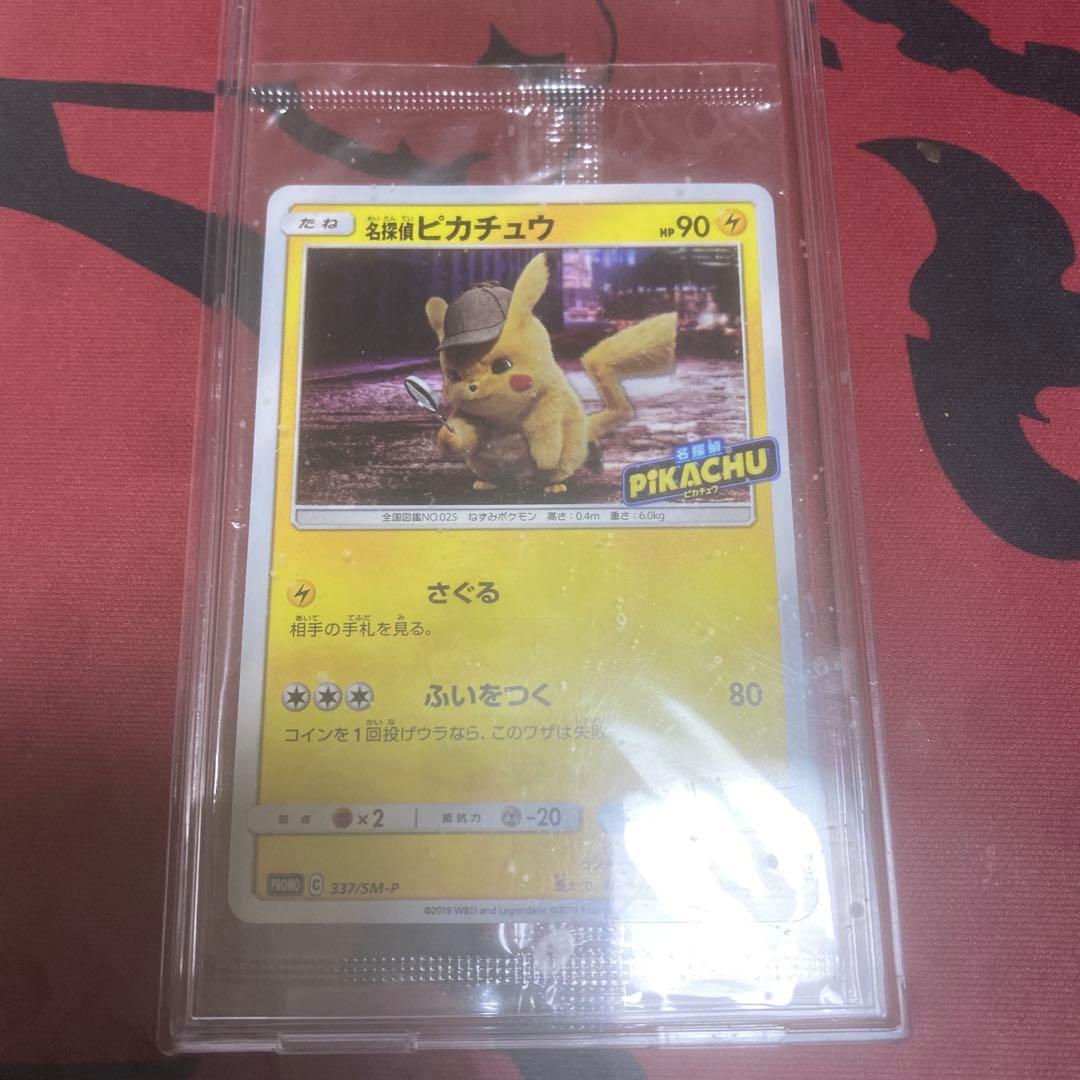 たね
めいたんてい
名探偵ピカチュウ
HP 90
名探偵
PIKACHU
ピカチュウ
全国図鑑NO.025 ねずみポケモン 高さ:0.4m 重さ:6.0kg
さぐる
あいて てふだ み
相手の手札を見る。
ふいをつく 80
かい な
コインを1回投げウラなら、このワザは失敗
弱点 ×2 抵抗力 -20
PROMO C 337/SM-P
©2019 WBEI and Legendary. ©2019